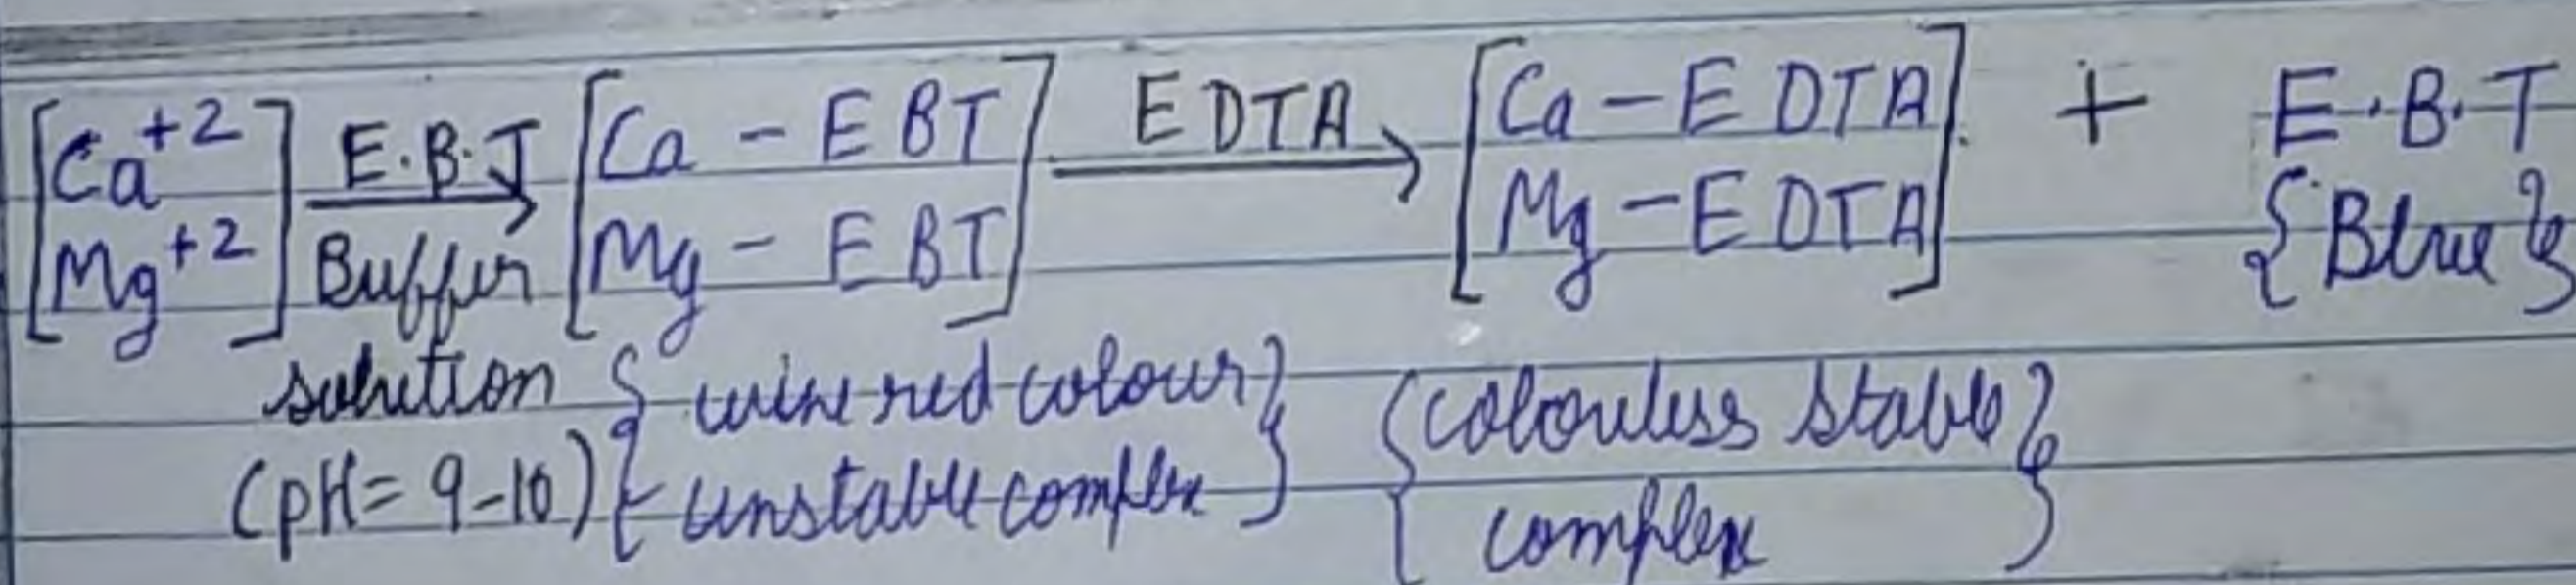 [Ca+2 E.B.T [Ca - EBT] EDTA [Ca - EDTA] + E.B.T
Mg+2] Buffer [Mg - EBT] [Mg - EDTA] {Blue}
solution {wine red colour} {colourless stable}
(pH = 9-10) {unstable complex} complex}